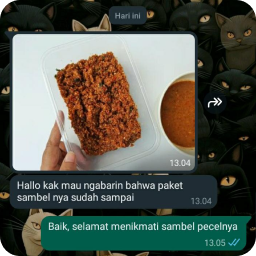 Hari ini
13.04
Hallo kak mau ngabarin bahwa paket
sambel nya sudah sampai
13.04
Baik, selamat menikmati sambel pecelnya
13.05